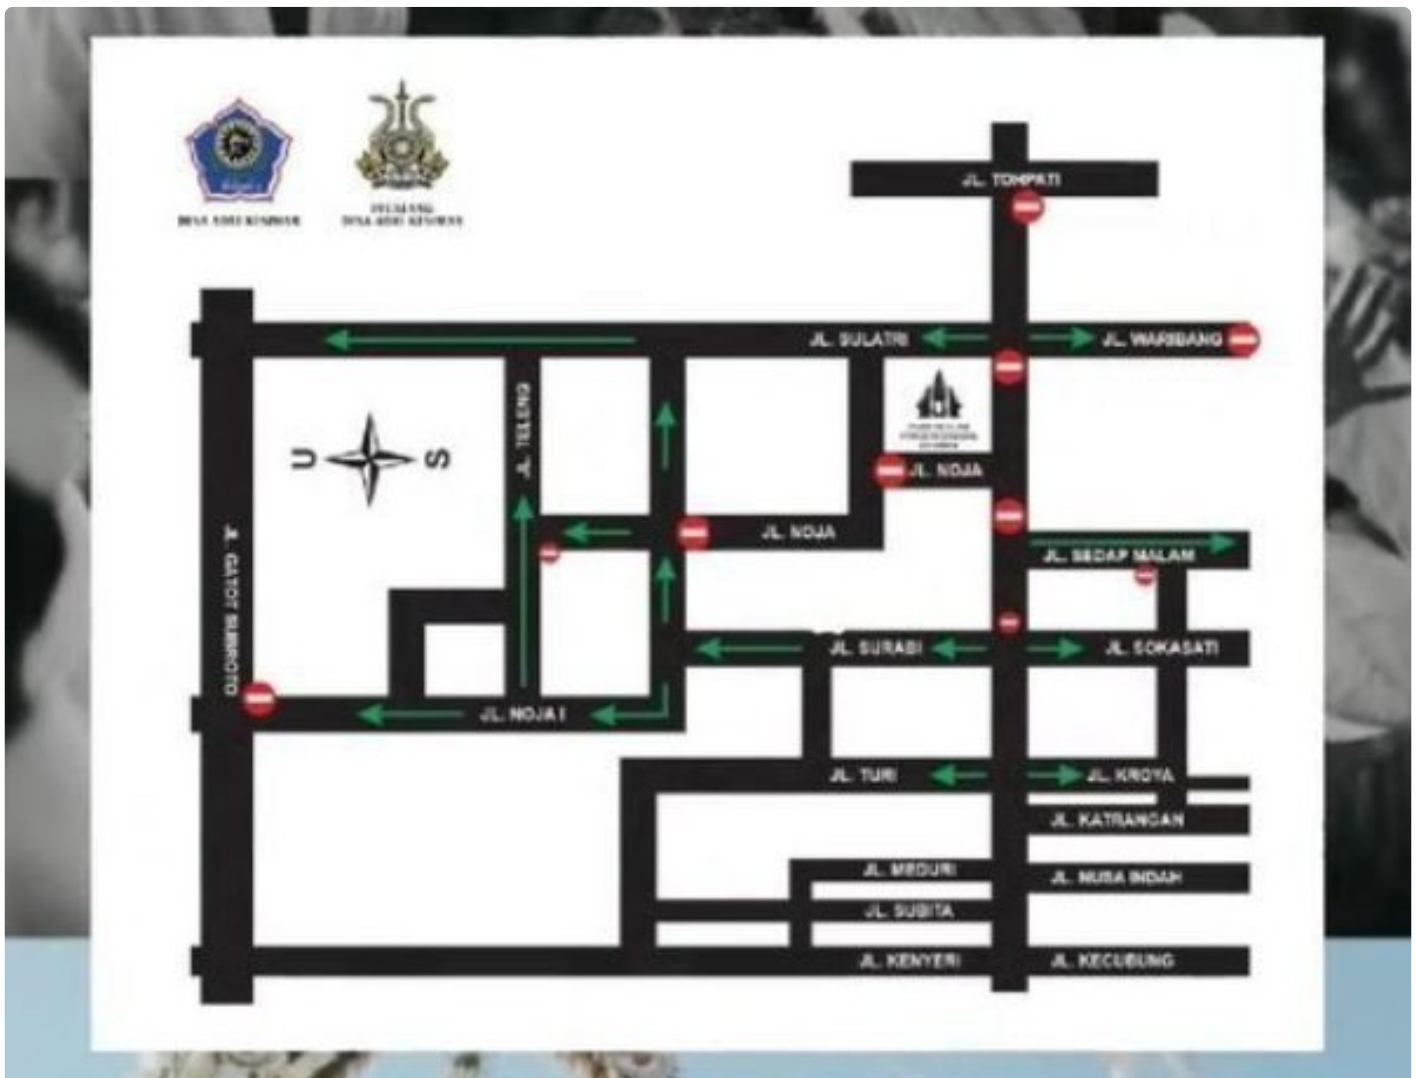 JL. TOHPATI
JL. SULATRI
JL. WARIBANG
JL. TELENG
U
S
JL. NOJA
JL. NOJA
JL. SEDAP MALAM
JL. GATOT SUBROTO
JL. SURABI
JL. SOKASATI
JL. NOJA I
JL. TURI
JL. KROYA
JL. KATRANGAN
JL. MEDURI
JL. NUSA INDAH
JL. SUBITA
JL. KENYERI
JL. KECUBUNG